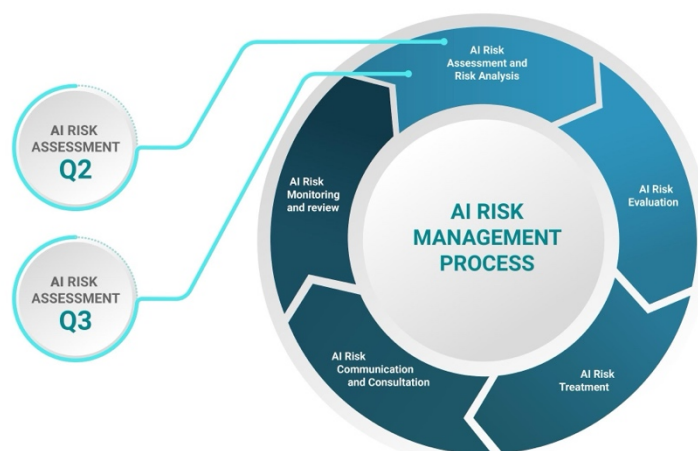 AI RISK
ASSESSMENT
Q2
AI RISK
ASSESSMENT
Q3
AI Risk
Assessment and
Risk Analysis
AI Risk
Evaluation
AI Risk
Treatment
AI Risk
Communication
and Consultation
AI Risk
Monitoring
and review
AI RISK
MANAGEMENT
PROCESS